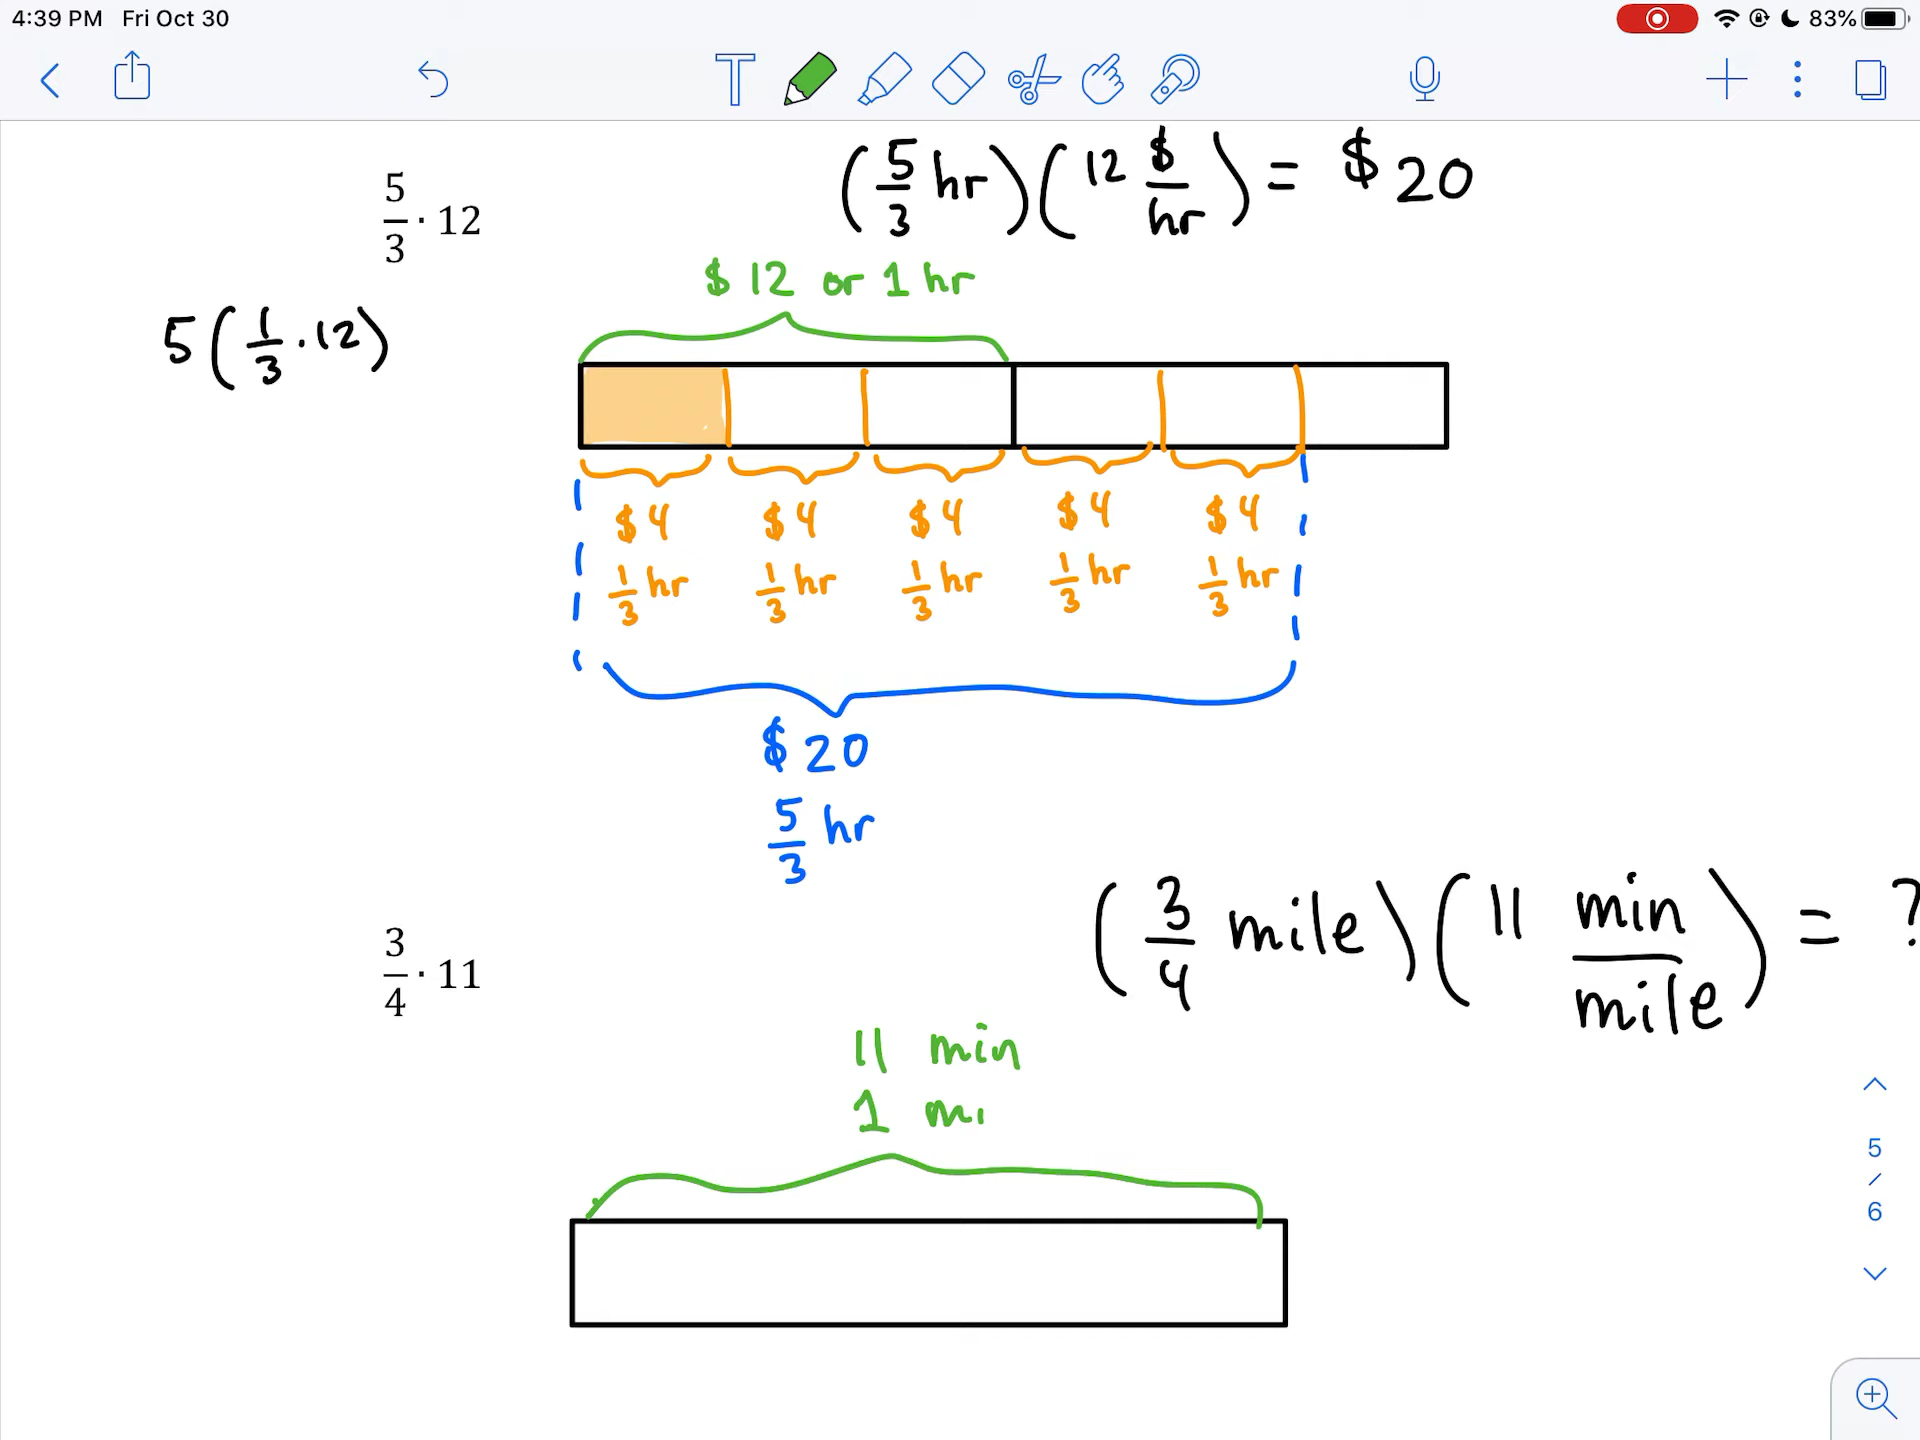 4:39 PM Fri Oct 30
83%
5/3 · 12
(5/3 hr)(12 $/hr) = $20
$12 or 1 hr
5(1/3 · 12)
$4 $4 $4 $4 $4
1/3 hr 1/3 hr 1/3 hr 1/3 hr 1/3 hr
$20
5/3 hr
3/4 · 11
(3/4 mile)(11 min/mile) = ?
11 min
1 mi
5
/
6